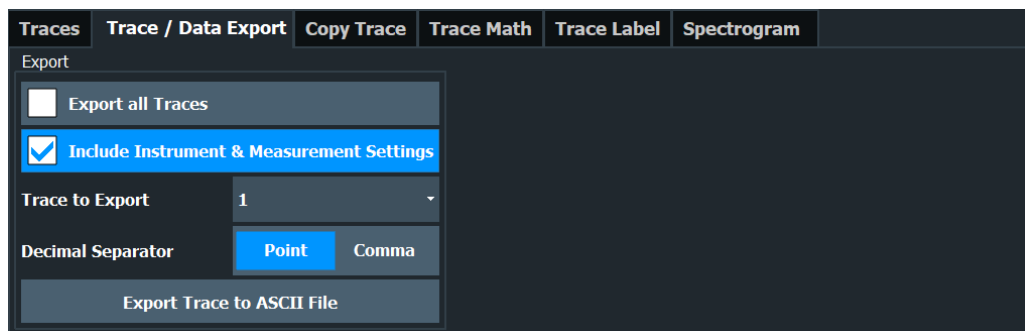 Traces Trace / Data Export Copy Trace Trace Math Trace Label Spectrogram
Export
Export all Traces
Include Instrument & Measurement Settings
Trace to Export 1
Decimal Separator Point Comma
Export Trace to ASCII File